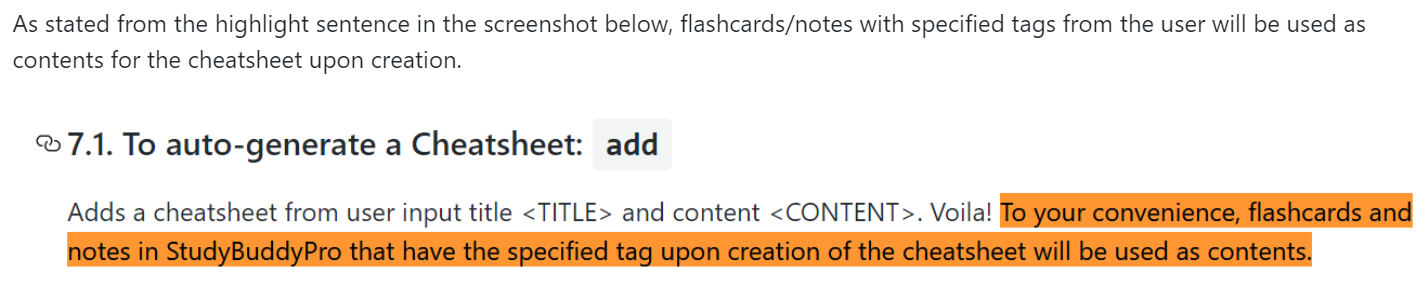 As stated from the highlight sentence in the screenshot below, flashcards/notes with specified tags from the user will be used as
contents for the cheatsheet upon creation.
7.1. To auto-generate a Cheatsheet: add
Adds a cheatsheet from user input title <TITLE> and content <CONTENT>. Voila! To your convenience, flashcards and
notes in StudyBuddyPro that have the specified tag upon creation of the cheatsheet will be used as contents.